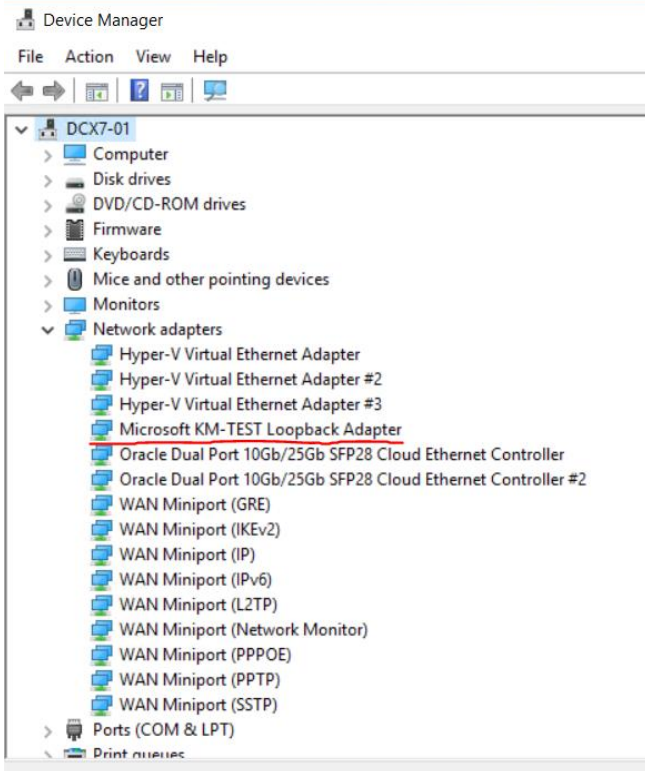 Device Manager
File Action View Help
DCX7-01
Computer
Disk drives
DVD/CD-ROM drives
Firmware
Keyboards
Mice and other pointing devices
Monitors
Network adapters
Hyper-V Virtual Ethernet Adapter
Hyper-V Virtual Ethernet Adapter #2
Hyper-V Virtual Ethernet Adapter #3
Microsoft KM-TEST Loopback Adapter
Oracle Dual Port 10Gb/25Gb SFP28 Cloud Ethernet Controller
Oracle Dual Port 10Gb/25Gb SFP28 Cloud Ethernet Controller #2
WAN Miniport (GRE)
WAN Miniport (IKEv2)
WAN Miniport (IP)
WAN Miniport (IPv6)
WAN Miniport (L2TP)
WAN Miniport (Network Monitor)
WAN Miniport (PPPOE)
WAN Miniport (PPTP)
WAN Miniport (SSTP)
Ports (COM & LPT)
Print queues